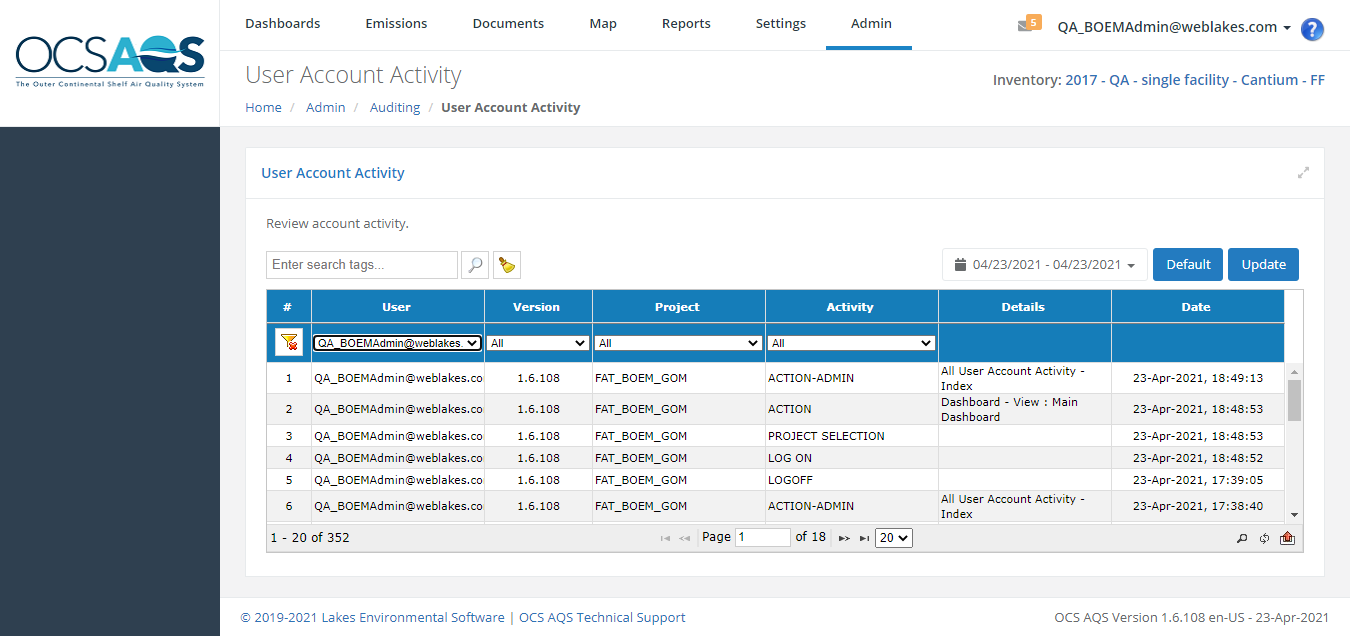 Dashboards Emissions Documents Map Reports Settings Admin 5 QA_BOEMAdmin@weblakes.com ?
OCSAQS
The Outer Continental Shelf Air Quality System
User Account Activity
Inventory: 2017 - QA - single facility - Cantium - FF
Home / Admin / Auditing / User Account Activity
User Account Activity
Review account activity.
Enter search tags... 04/23/2021 - 04/23/2021 Default Update
# User Version Project Activity Details Date
QA_BOEMAdmin@weblakes. All All All
1 QA_BOEMAdmin@weblakes.co 1.6.108 FAT_BOEM_GOM ACTION-ADMIN All User Account Activity - 23-Apr-2021, 18:49:13
Index
2 QA_BOEMAdmin@weblakes.co 1.6.108 FAT_BOEM_GOM ACTION Dashboard - View : Main 23-Apr-2021, 18:48:53
Dashboard
3 QA_BOEMAdmin@weblakes.co 1.6.108 FAT_BOEM_GOM PROJECT SELECTION 23-Apr-2021, 18:48:53
4 QA_BOEMAdmin@weblakes.co 1.6.108 FAT_BOEM_GOM LOG ON 23-Apr-2021, 18:48:52
5 QA_BOEMAdmin@weblakes.co 1.6.108 FAT_BOEM_GOM LOGOFF 23-Apr-2021, 17:39:05
6 QA_BOEMAdmin@weblakes.co 1.6.108 FAT_BOEM_GOM ACTION-ADMIN All User Account Activity - 23-Apr-2021, 17:38:40
Index
1 - 20 of 352 Page 1 of 18 20
© 2019-2021 Lakes Environmental Software | OCS AQS Technical Support OCS AQS Version 1.6.108 en-US - 23-Apr-2021